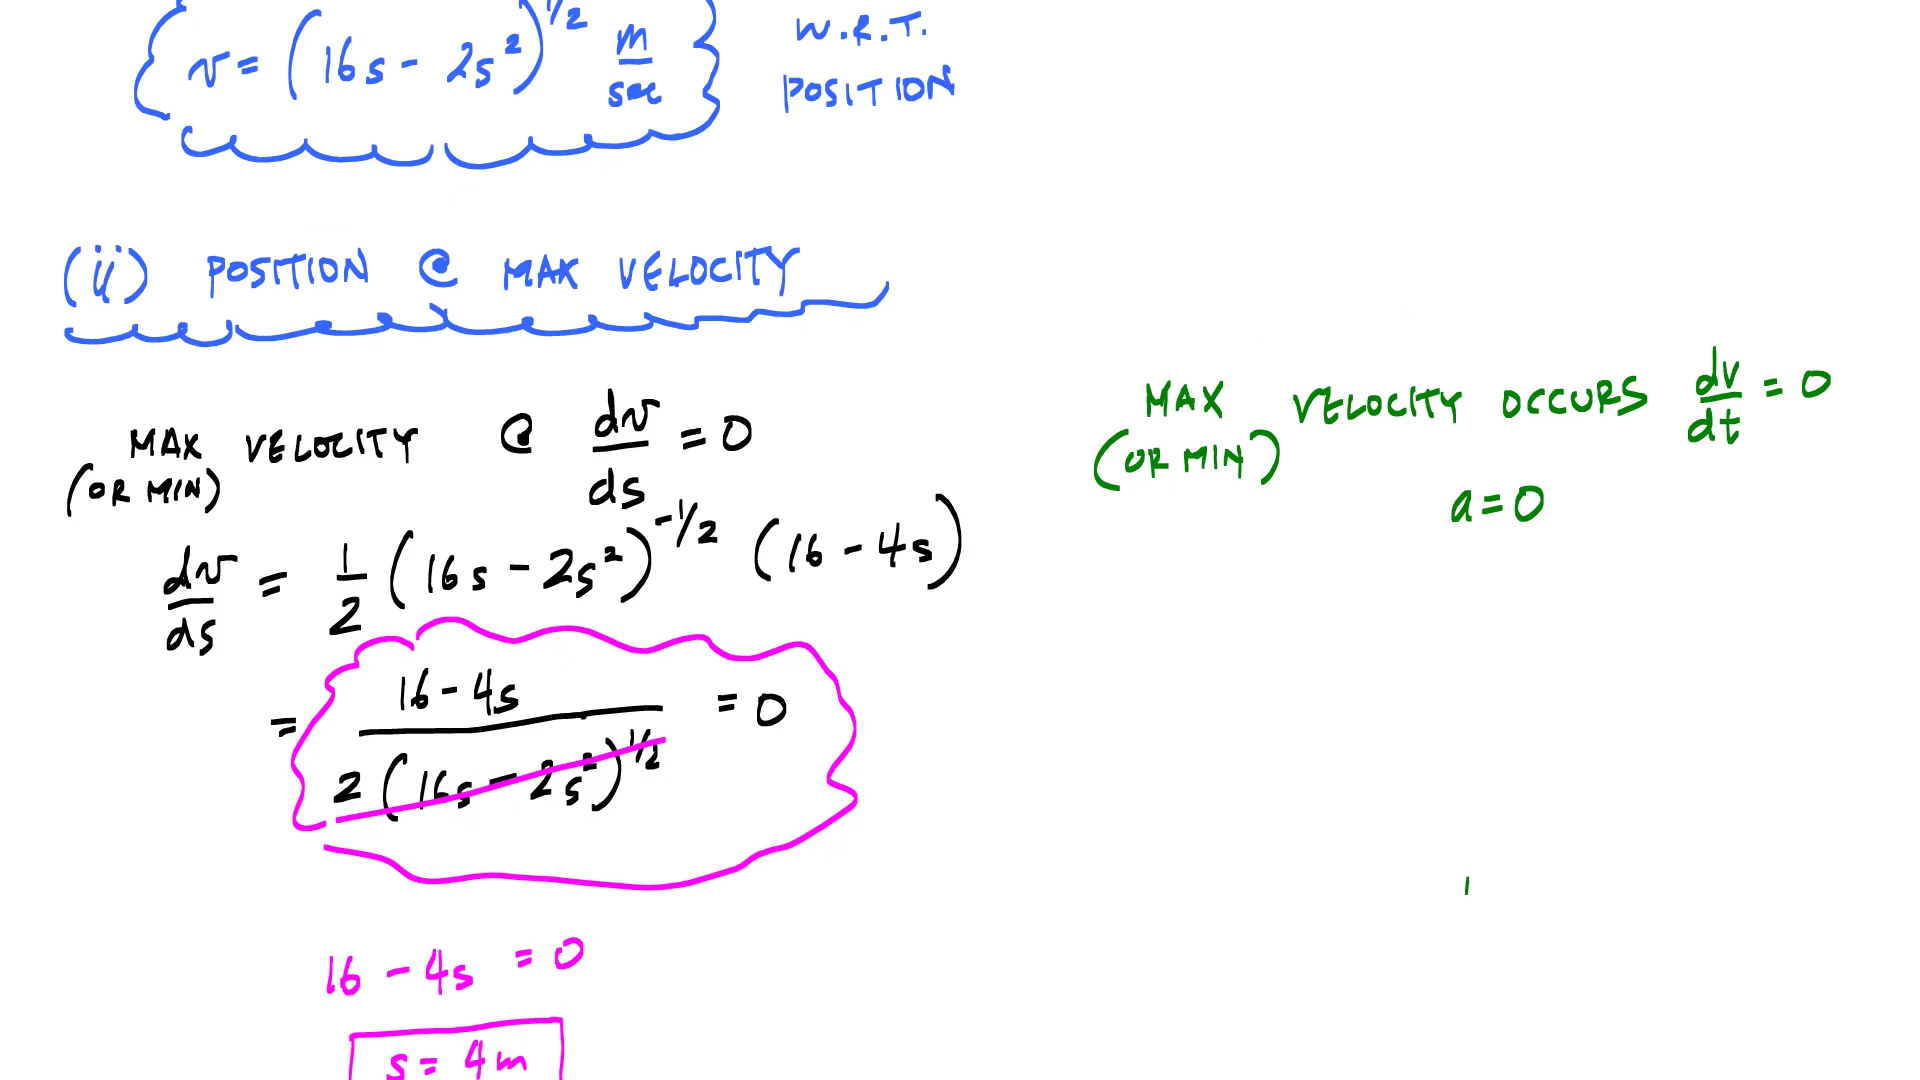 v = (16s - 2s²)^1/2 m/sec
W.R.T.
POSITION
(ii) POSITION @ MAX VELOCITY
MAX VELOCITY @ dv/ds = 0
(OR MIN)
dv/ds = 1/2 (16s - 2s²)^-1/2 (16 - 4s)
= (16 - 4s) / 2(16s - 2s²)^1/2 = 0
16 - 4s = 0
s = 4m
MAX VELOCITY OCCURS dv/dt = 0
(OR MIN)
a = 0